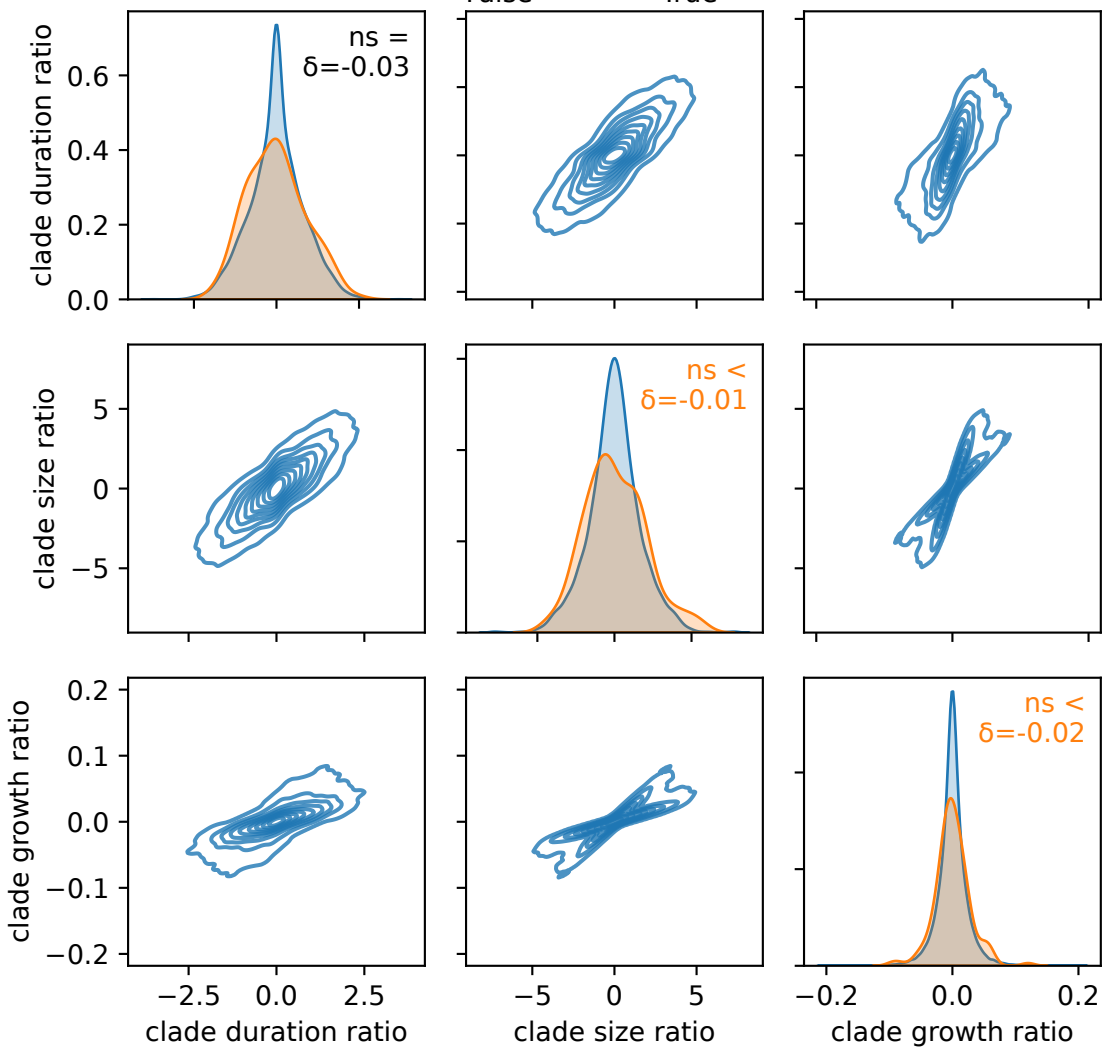 clade duration ratio
0.6
0.4
0.2
0.0
ns =
δ=-0.03
clade size ratio
5
0
−5
ns <
δ=-0.01
clade growth ratio
0.2
0.1
0.0
−0.1
−0.2
ns <
δ=-0.02
−2.5 0.0 2.5
clade duration ratio
−5 0 5
clade size ratio
−0.2 0.0 0.2
clade growth ratio